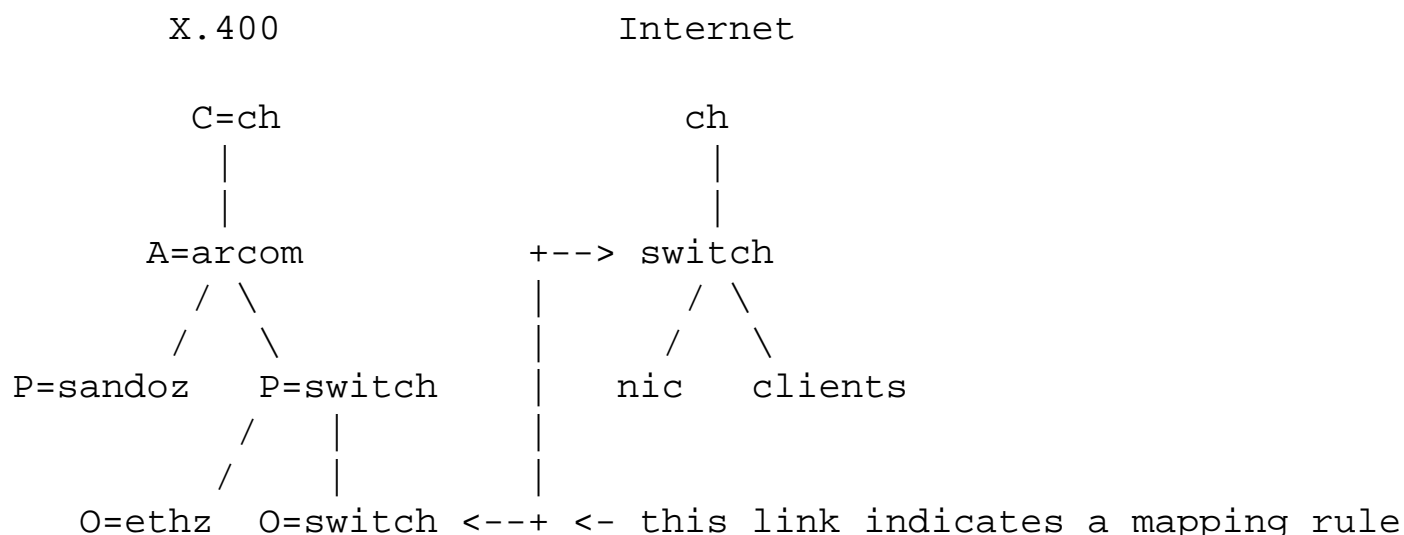 X.400 Internet
C=ch ch
| |
| |
A=arcom +--> switch
/ \ | / \
/ \ | / \
P=sandoz P=switch | nic clients
/ | |
/ | |
O=ethz O=switch <--+ <- this link indicates a mapping rule